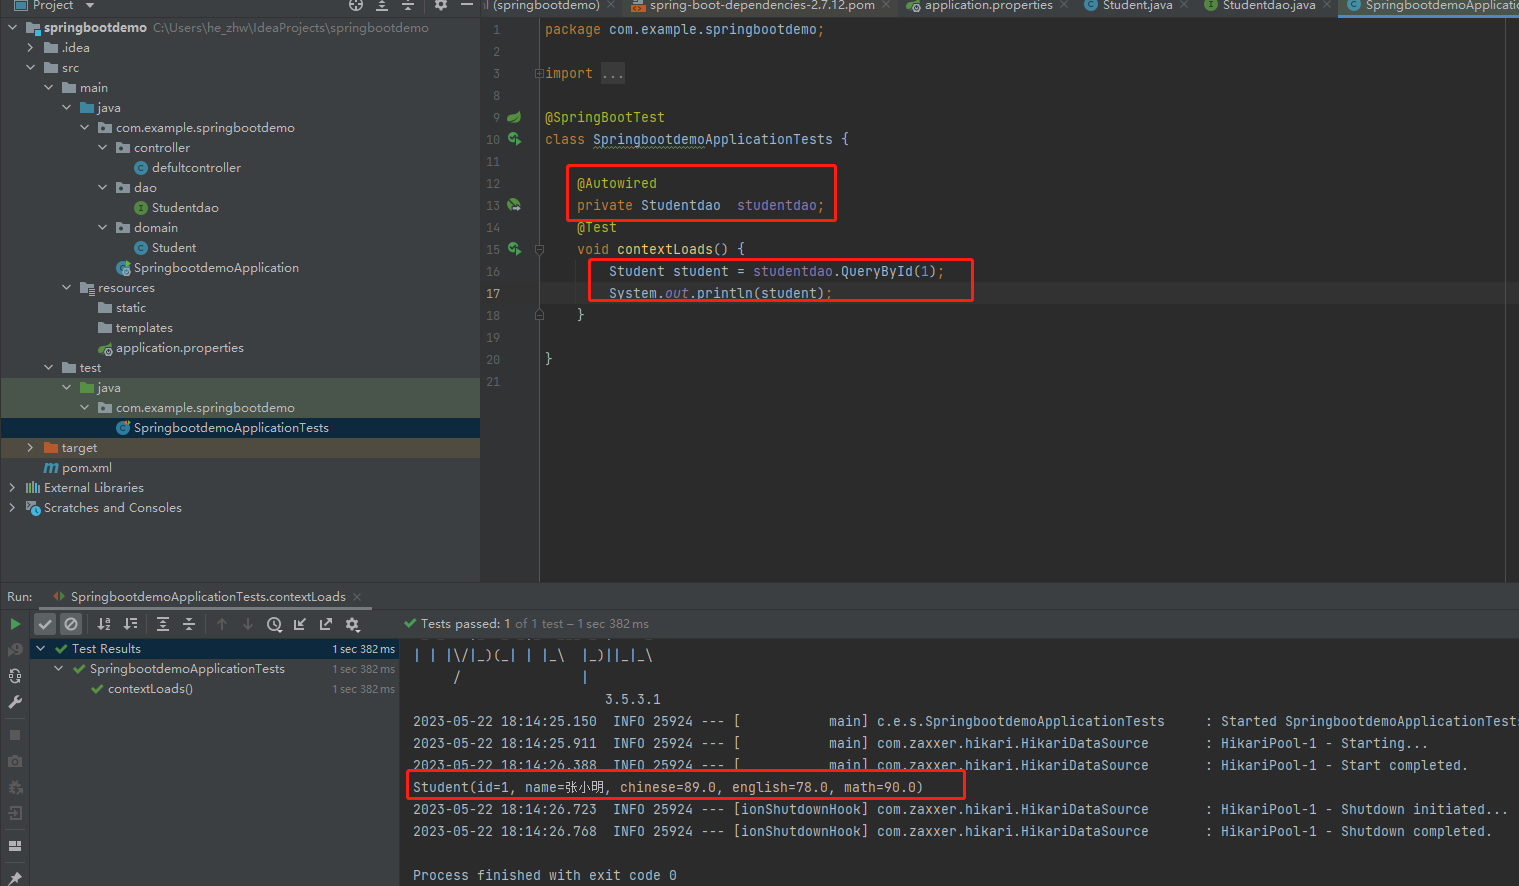 Project
l (springbootdemo)
spring-boot-dependencies-2.7.12.pom
application.properties
Student.java
Studentdao.java
SpringbootdemoApplicatio
springbootdemo C:\Users\he_zhw\IdeaProjects\springbootdemo
.idea
src
main
java
com.example.springbootdemo
controller
defultcontroller
dao
Studentdao
domain
Student
SpringbootdemoApplication
resources
static
templates
application.properties
test
java
com.example.springbootdemo
SpringbootdemoApplicationTests
target
pom.xml
External Libraries
Scratches and Consoles
1 package com.example.springbootdemo;
2
3 import ...
8
9 @SpringBootTest
10 class SpringbootdemoApplicationTests {
11
12 @Autowired
13 private Studentdao  studentdao;
14 @Test
15 void contextLoads() {
16 Student student = studentdao.QueryById(1);
17 System.out.println(student);
18 }
19
20 }
21
Run: SpringbootdemoApplicationTests.contextLoads
Tests passed: 1 of 1 test – 1 sec 382 ms
Test Results 1 sec 382 ms
SpringbootdemoApplicationTests 1 sec 382 ms
contextLoads() 1 sec 382 ms
| | |\/|_)(_| | |_\  |_)||_|_\
/               |
3.5.3.1
2023-05-22 18:14:25.150  INFO 25924 --- [           main] c.e.s.SpringbootdemoApplicationTests     : Started SpringbootdemoApplicationTests
2023-05-22 18:14:25.911  INFO 25924 --- [           main] com.zaxxer.hikari.HikariDataSource       : HikariPool-1 - Starting...
2023-05-22 18:14:26.388  INFO 25924 --- [           main] com.zaxxer.hikari.HikariDataSource       : HikariPool-1 - Start completed.
Student(id=1, name=张小明, chinese=89.0, english=78.0, math=90.0)
2023-05-22 18:14:26.723  INFO 25924 --- [ionShutdownHook] com.zaxxer.hikari.HikariDataSource       : HikariPool-1 - Shutdown initiated...
2023-05-22 18:14:26.768  INFO 25924 --- [ionShutdownHook] com.zaxxer.hikari.HikariDataSource       : HikariPool-1 - Shutdown completed.
Process finished with exit code 0